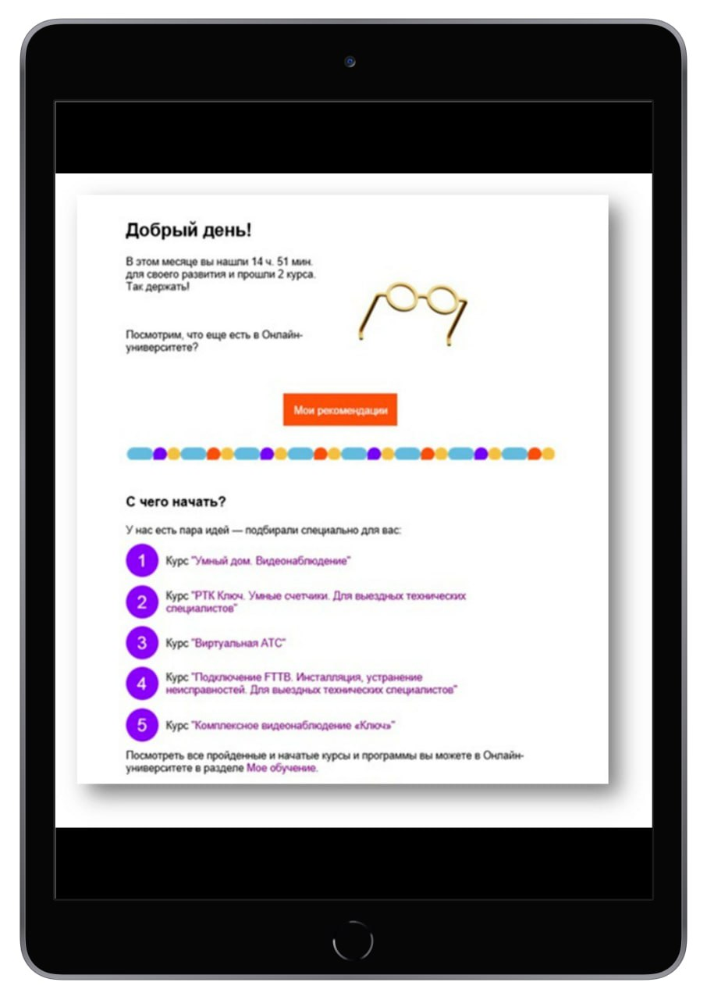 Добрый день!
В этом месяце вы нашли 14 ч. 51 мин.
для своего развития и прошли 2 курса.
Так держать!
Посмотрим, что еще есть в Онлайн-
университете?
Мои рекомендации
С чего начать?
У нас есть пара идей — подбирали специально для вас:
1 Курс "Умный дом. Видеонаблюдение"
2 Курс "РТК Ключ. Умные счетчики. Для выездных технических
специалистов"
3 Курс "Виртуальная АТС"
4 Курс "Подключение FTTB. Инсталляция, устранение
неисправностей. Для выездных технических специалистов"
5 Курс "Комплексное видеонаблюдение «Ключ»"
Посмотреть все пройденные и начатые курсы и программы вы можете в Онлайн-
университете в разделе Мое обучение.